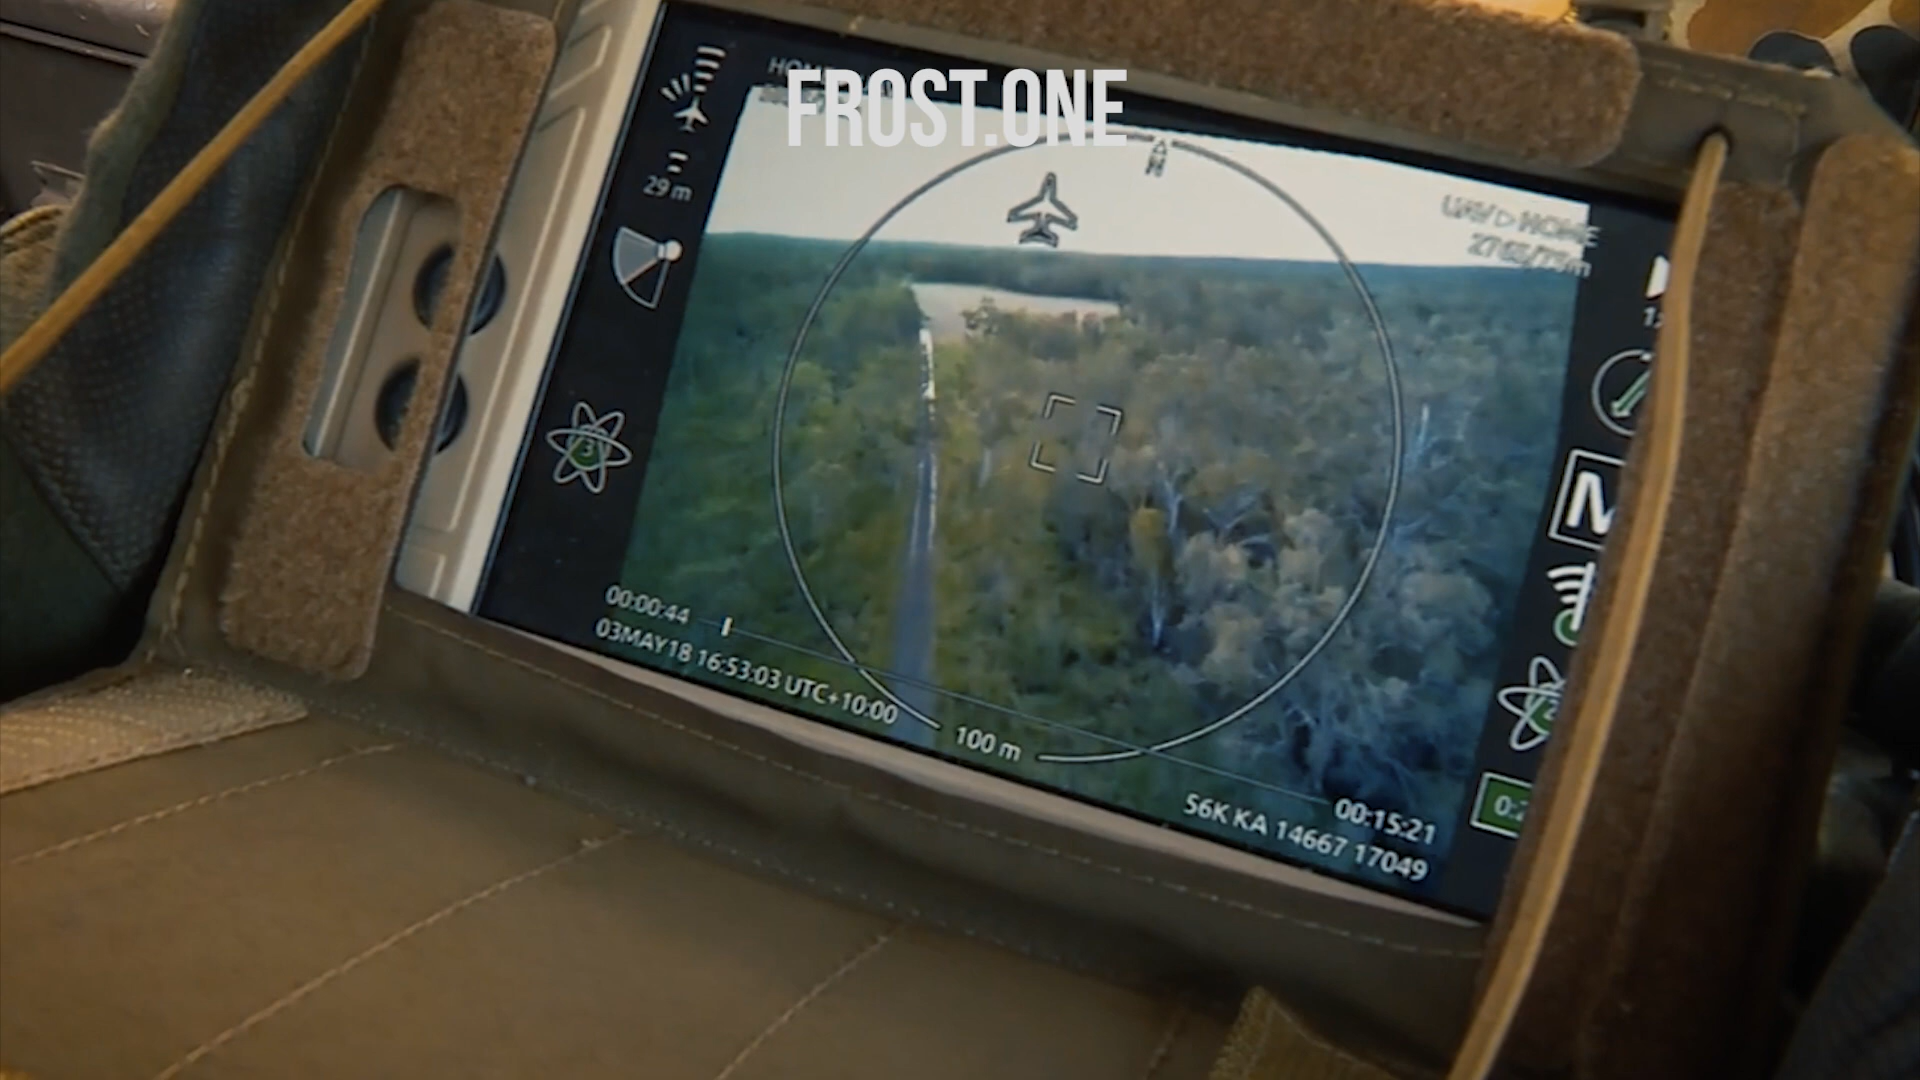 FROST.ONE
HOME
29 m
N
UAV▷HOME
3
M
00:00:44
03MAY18 16:53:03 UTC+10:00
100 m
00:15:21
56K KA 14667 17049